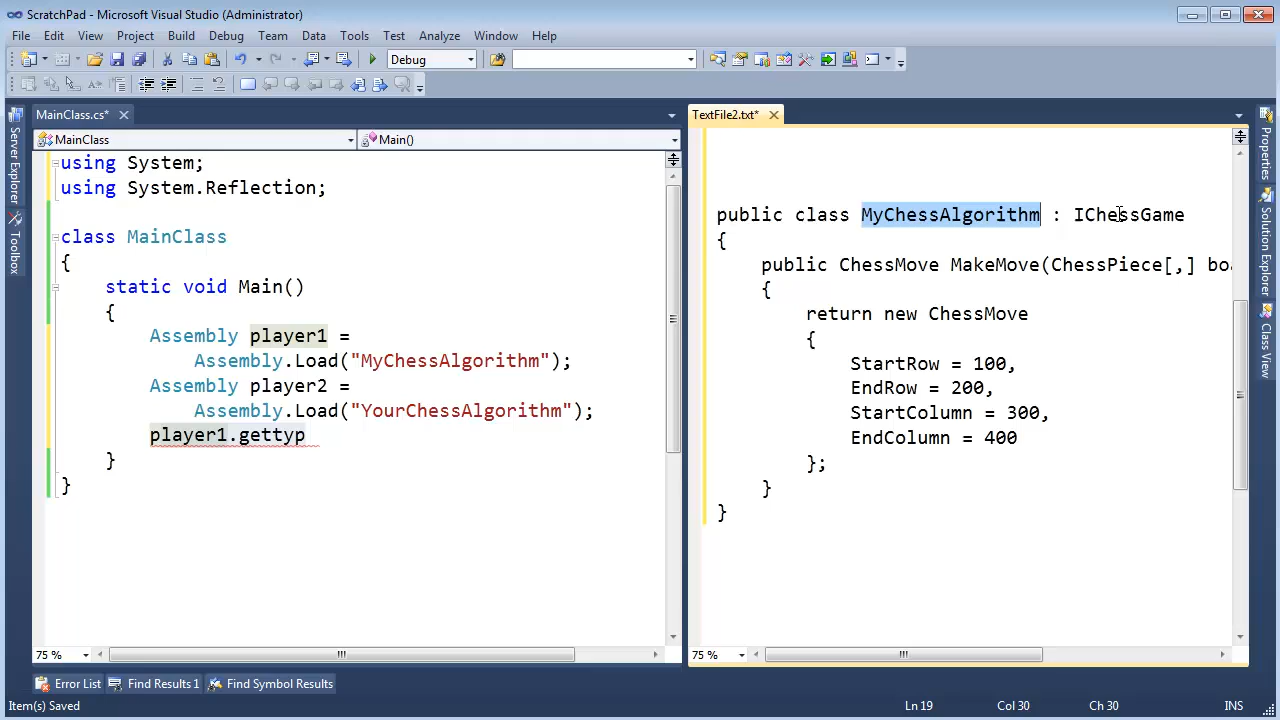 ScratchPad - Microsoft Visual Studio (Administrator)
File Edit View Project Build Debug Team Data Tools Test Analyze Window Help
Debug
MainClass.cs*
MainClass
Main()
using System;
using System.Reflection;
class MainClass
{
static void Main()
{
Assembly player1 =
Assembly.Load("MyChessAlgorithm");
Assembly player2 =
Assembly.Load("YourChessAlgorithm");
player1.gettyp
}
}
75 %
TextFile2.txt*
public class MyChessAlgorithm : IChessGame
{
public ChessMove MakeMove(ChessPiece[,] boa
{
return new ChessMove
{
StartRow = 100,
EndRow = 200,
StartColumn = 300,
EndColumn = 400
};
}
}
75 %
Server Explorer
Toolbox
Properties
Solution Explorer
Class View
Error List Find Results 1 Find Symbol Results
Item(s) Saved Ln 19 Col 30 Ch 30 INS